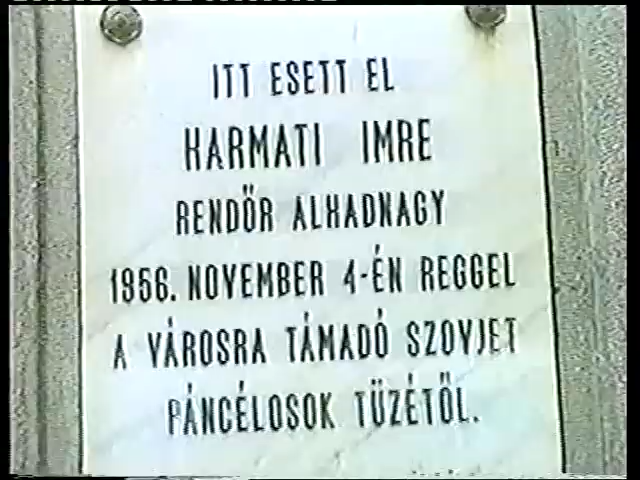 ITT ESETT EL
HARMATI IMRE
RENDŐR ALHADNAGY
1956. NOVEMBER 4-ÉN REGGEL
A VÁROSRA TÁMADÓ SZOVJET
PÁNCÉLOSOK TÜZÉTŐL.